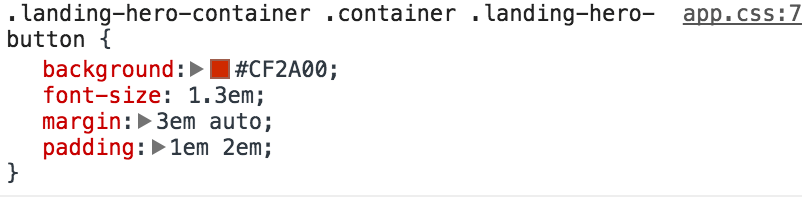 .landing-hero-container .container .landing-hero- app.css:7
button {
background: #CF2A00;
font-size: 1.3em;
margin: 3em auto;
padding: 1em 2em;
}